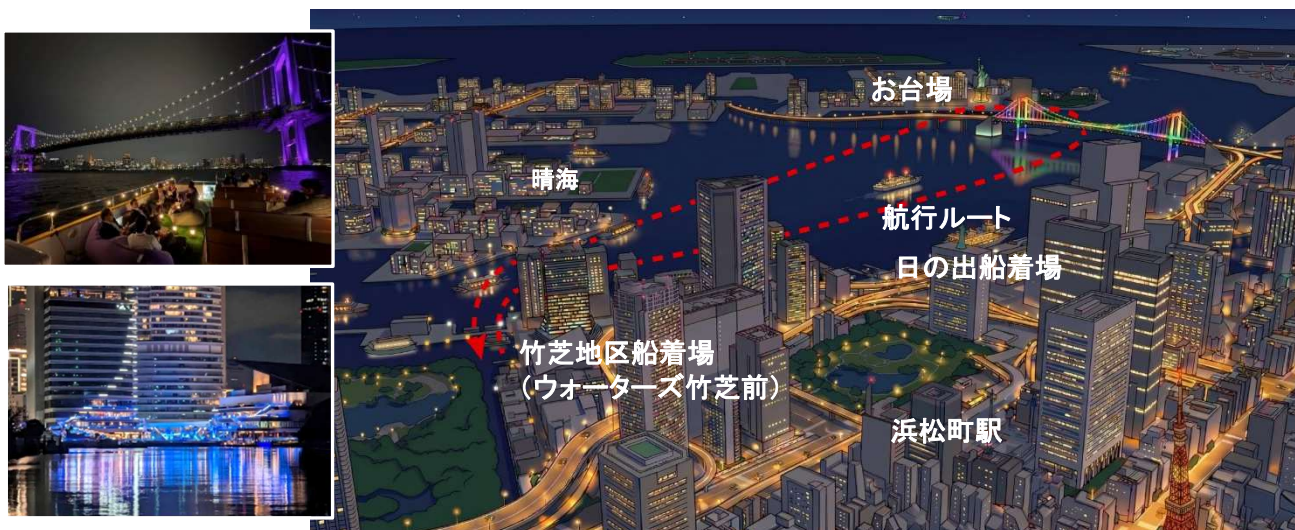 お台場
晴海
航行ルート
日の出船着場
竹芝地区船着場
（ウォーターズ竹芝前）
浜松町駅